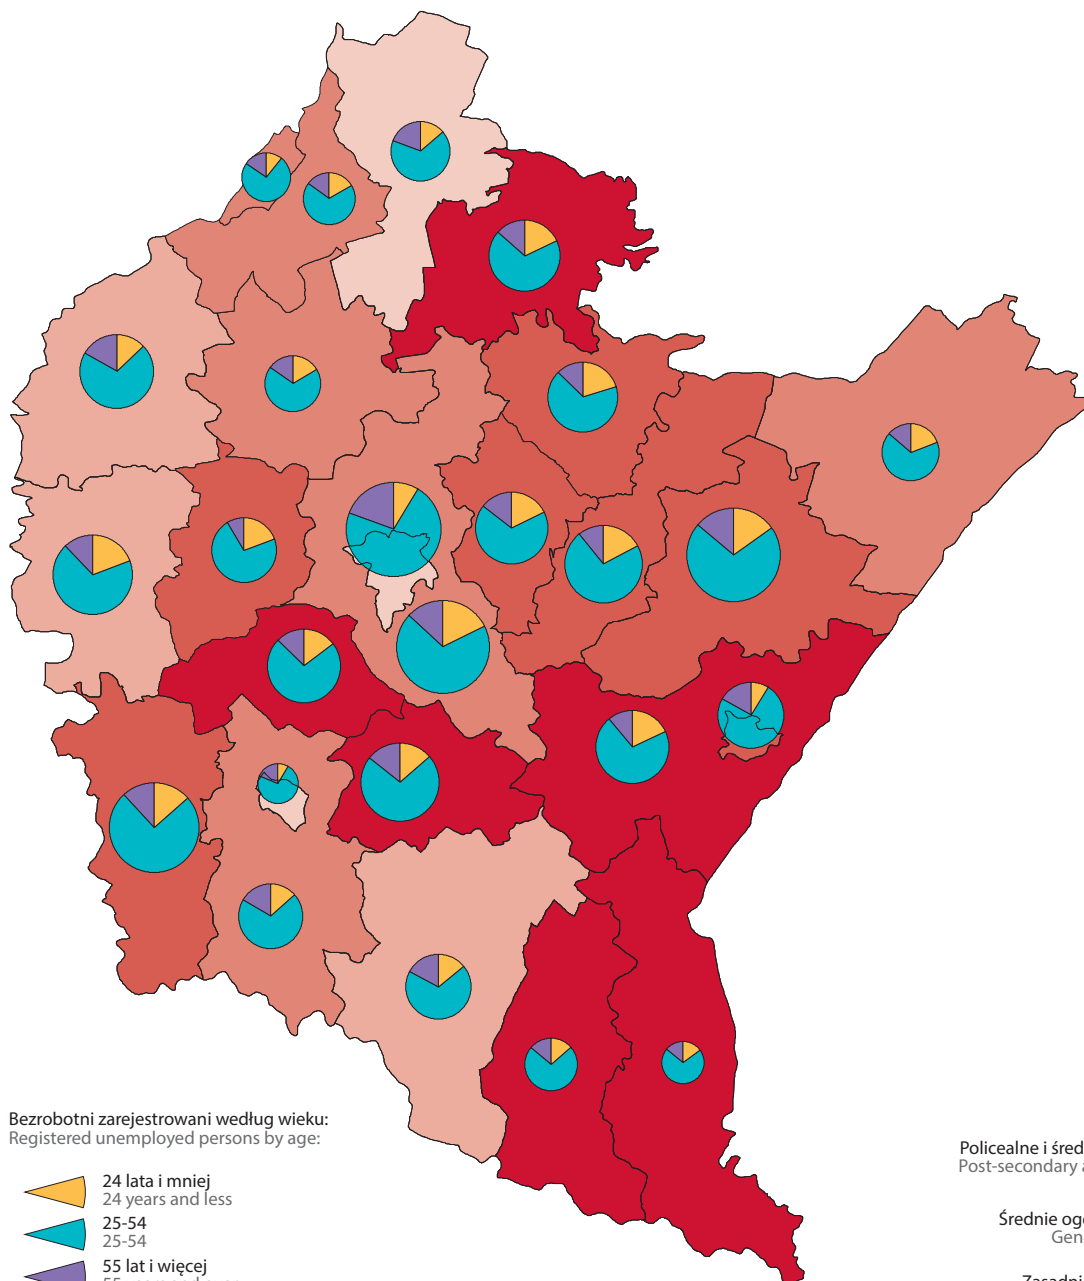 Bezrobotni zarejestrowani według wieku:
Registered unemployed persons by age:
24 lata i mniej
24 years and less
25-54
25-54
55 lat i więcej
Policealne i śred
Post-secondary a
Średnie og
Gen
Zasadni